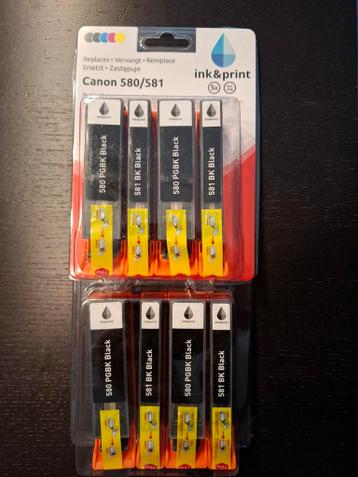 Replaces • Vervangt • Remplace
Ersetzt • Zastępuje
Canon 580/581
ink&print
5x
580 PGBK Black
581 BK Black
580 PGBK Black
581 BK Black
PULL
580 PGBK Black
581 BK Black
580 PGBK Black
581 BK Black